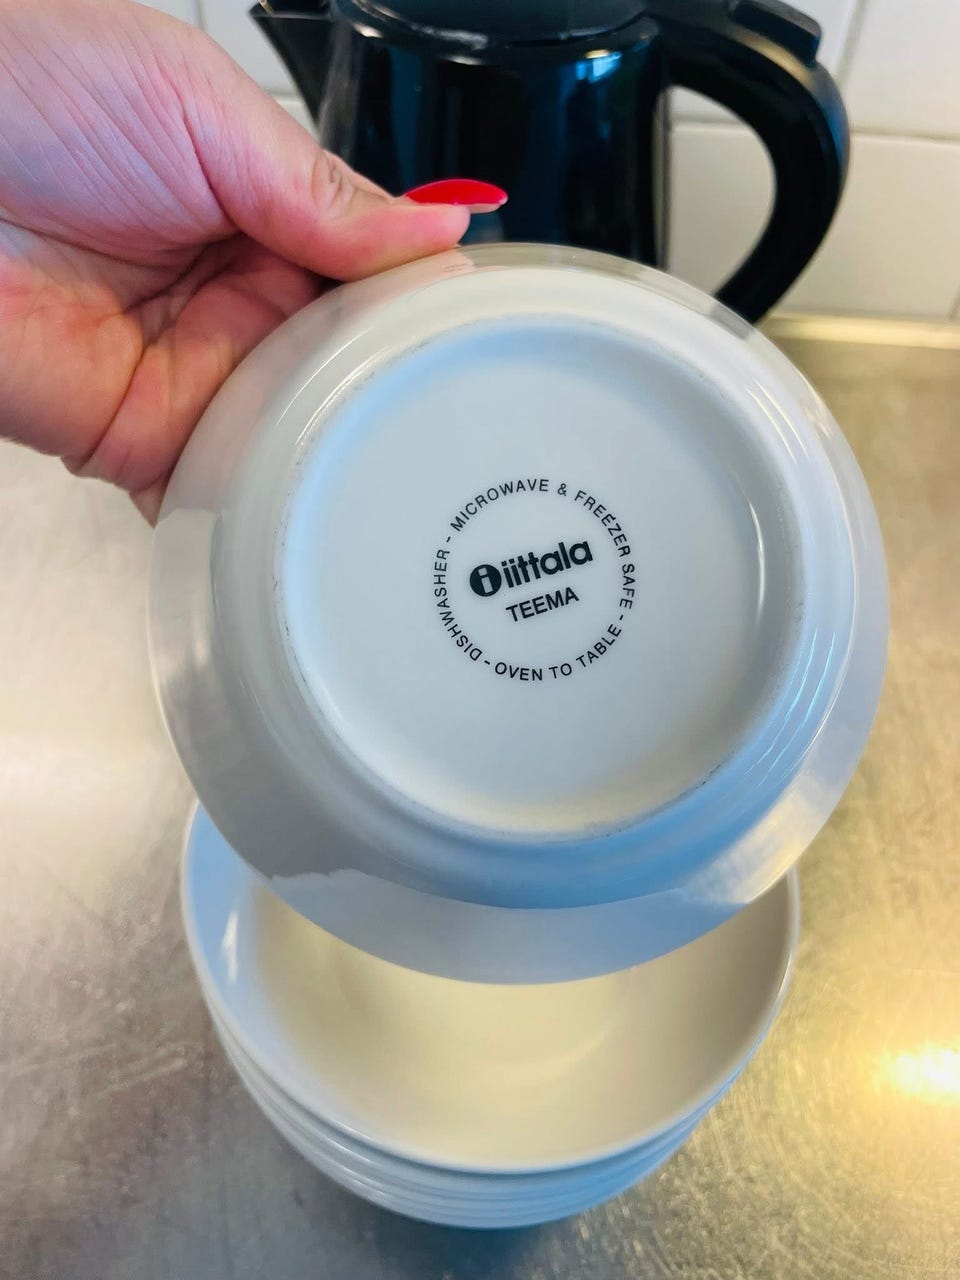 DISHWASHER - MICROWAVE & FREEZER SAFE - OVEN TO TABLE -
iittala
TEEMA